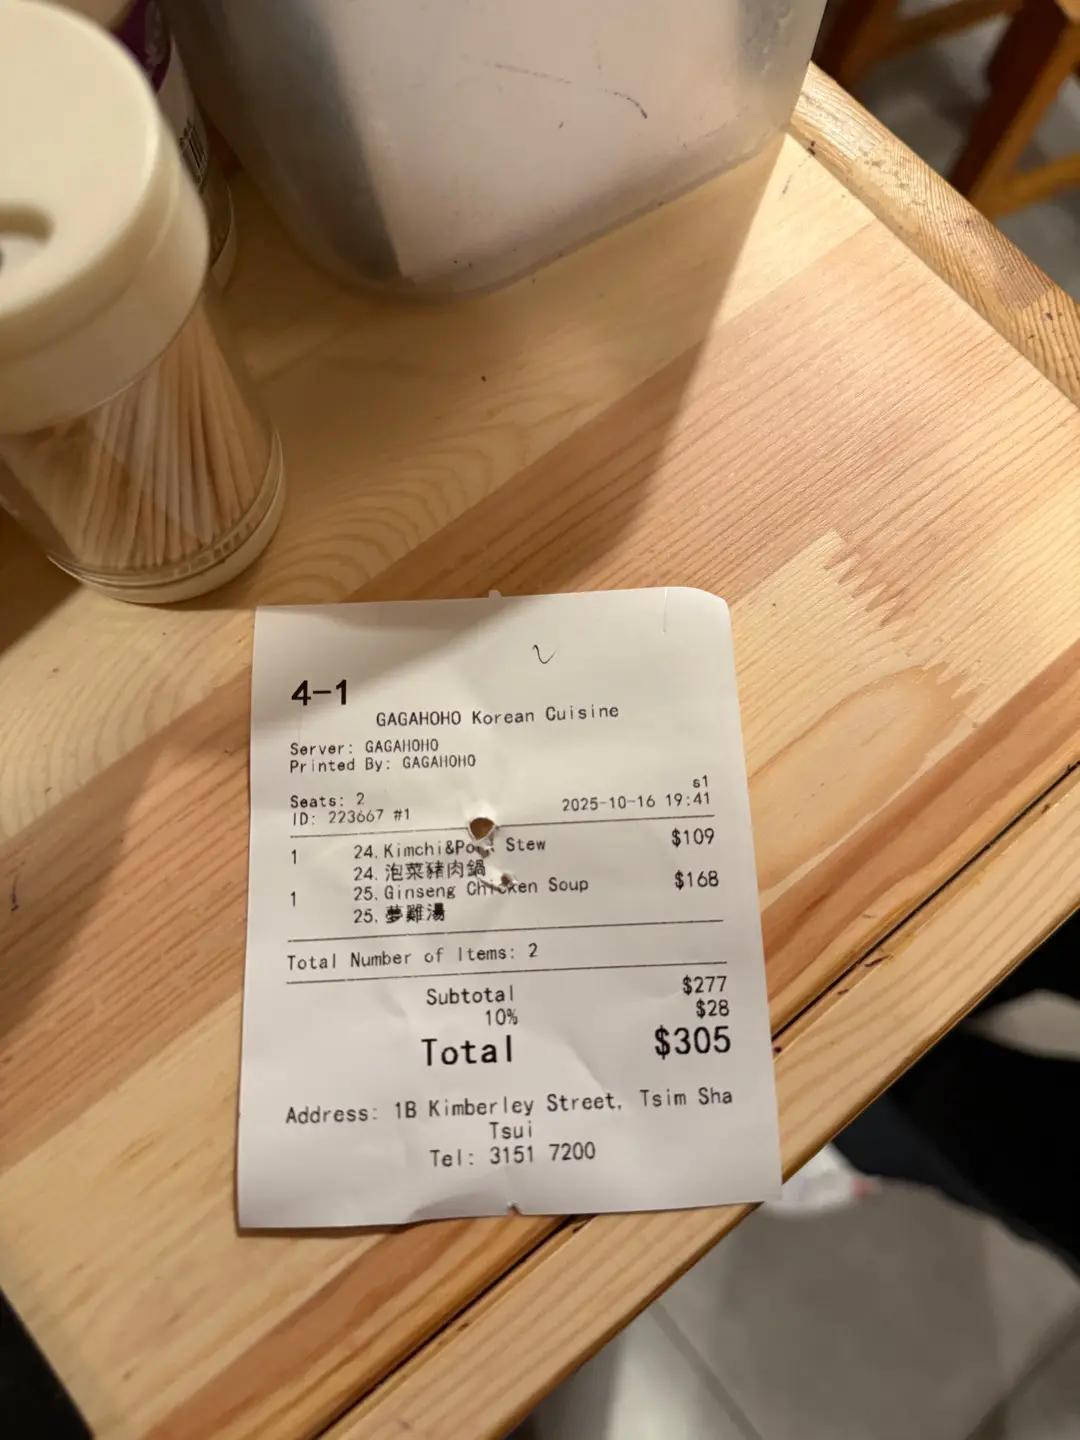 4-1
GAGAHOHO Korean Cuisine
Server: GAGAHOHO
Printed By: GAGAHOHO
s1
Seats: 2
ID: 223667 #1 2025-10-16 19:41
1 24. Kimchi&Pork Stew $109
24. 泡菜豬肉鍋
1 25. Ginseng Chicken Soup $168
25. 蔘雞湯
Total Number of Items: 2
Subtotal $277
10% $28
Total $305
Address: 1B Kimberley Street, Tsim Sha
Tsui
Tel: 3151 7200